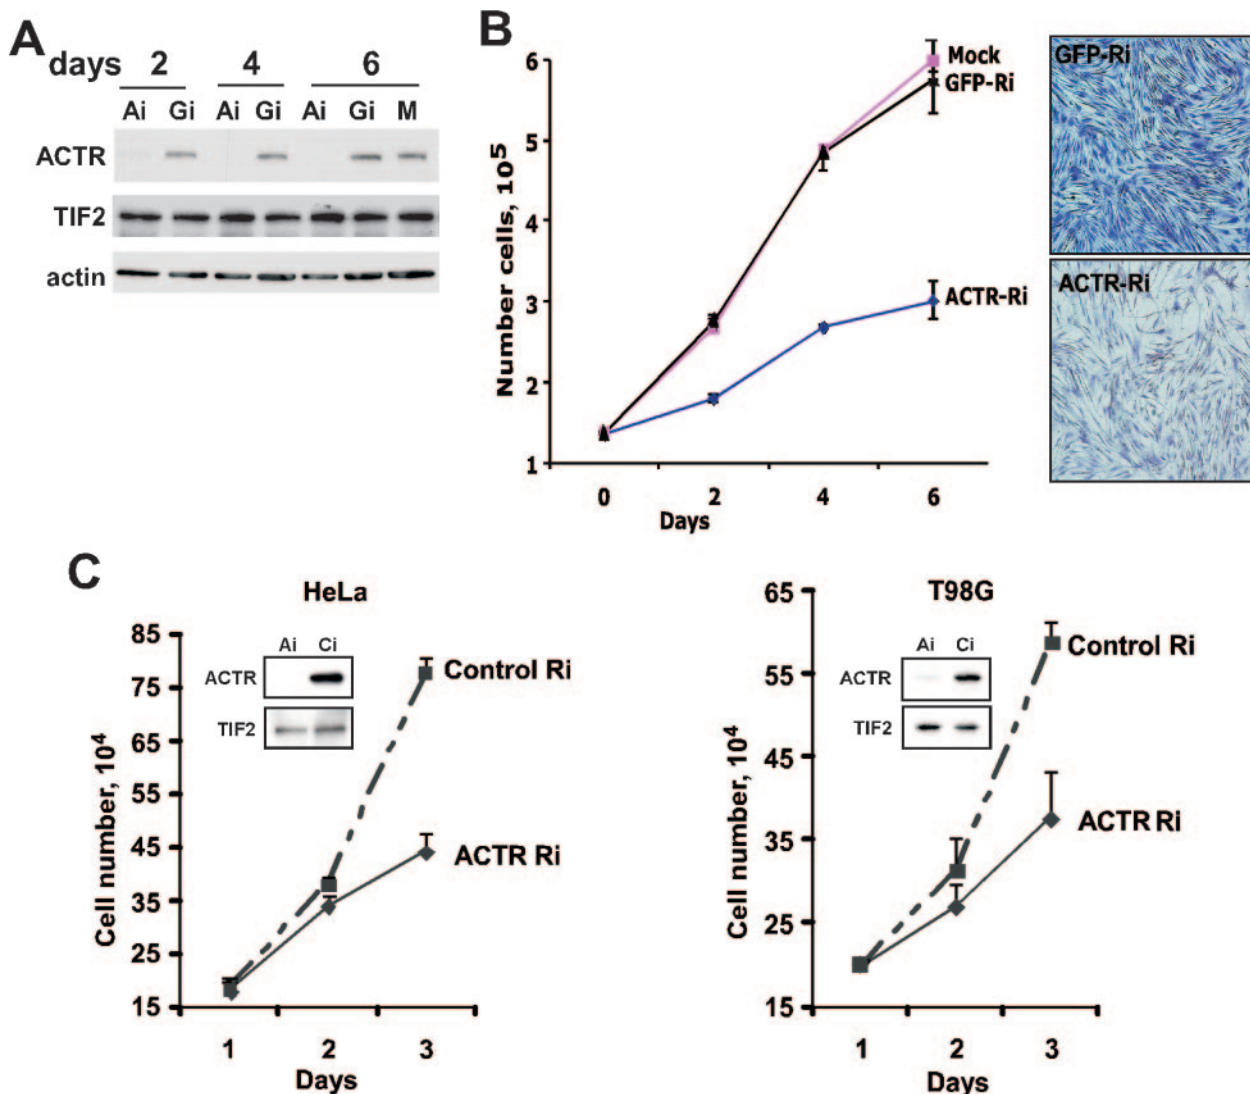 A
days 2 4 6
Ai Gi Ai Gi Ai Gi M
ACTR
TIF2
actin
B
Number cells, 10⁵
6
5
4
3
2
1
0 2 4 6
Days
Mock
GFP-Ri
ACTR-Ri
GFP-Ri
ACTR-Ri
C
HeLa
Cell number, 10⁴
85
75
65
55
45
35
25
15
1 2 3
Days
Ai Ci
ACTR
TIF2
Control Ri
ACTR Ri
T98G
Cell number, 10⁴
65
55
45
35
25
15
1 2 3
Days
Ai Ci
ACTR
TIF2
Control Ri
ACTR Ri